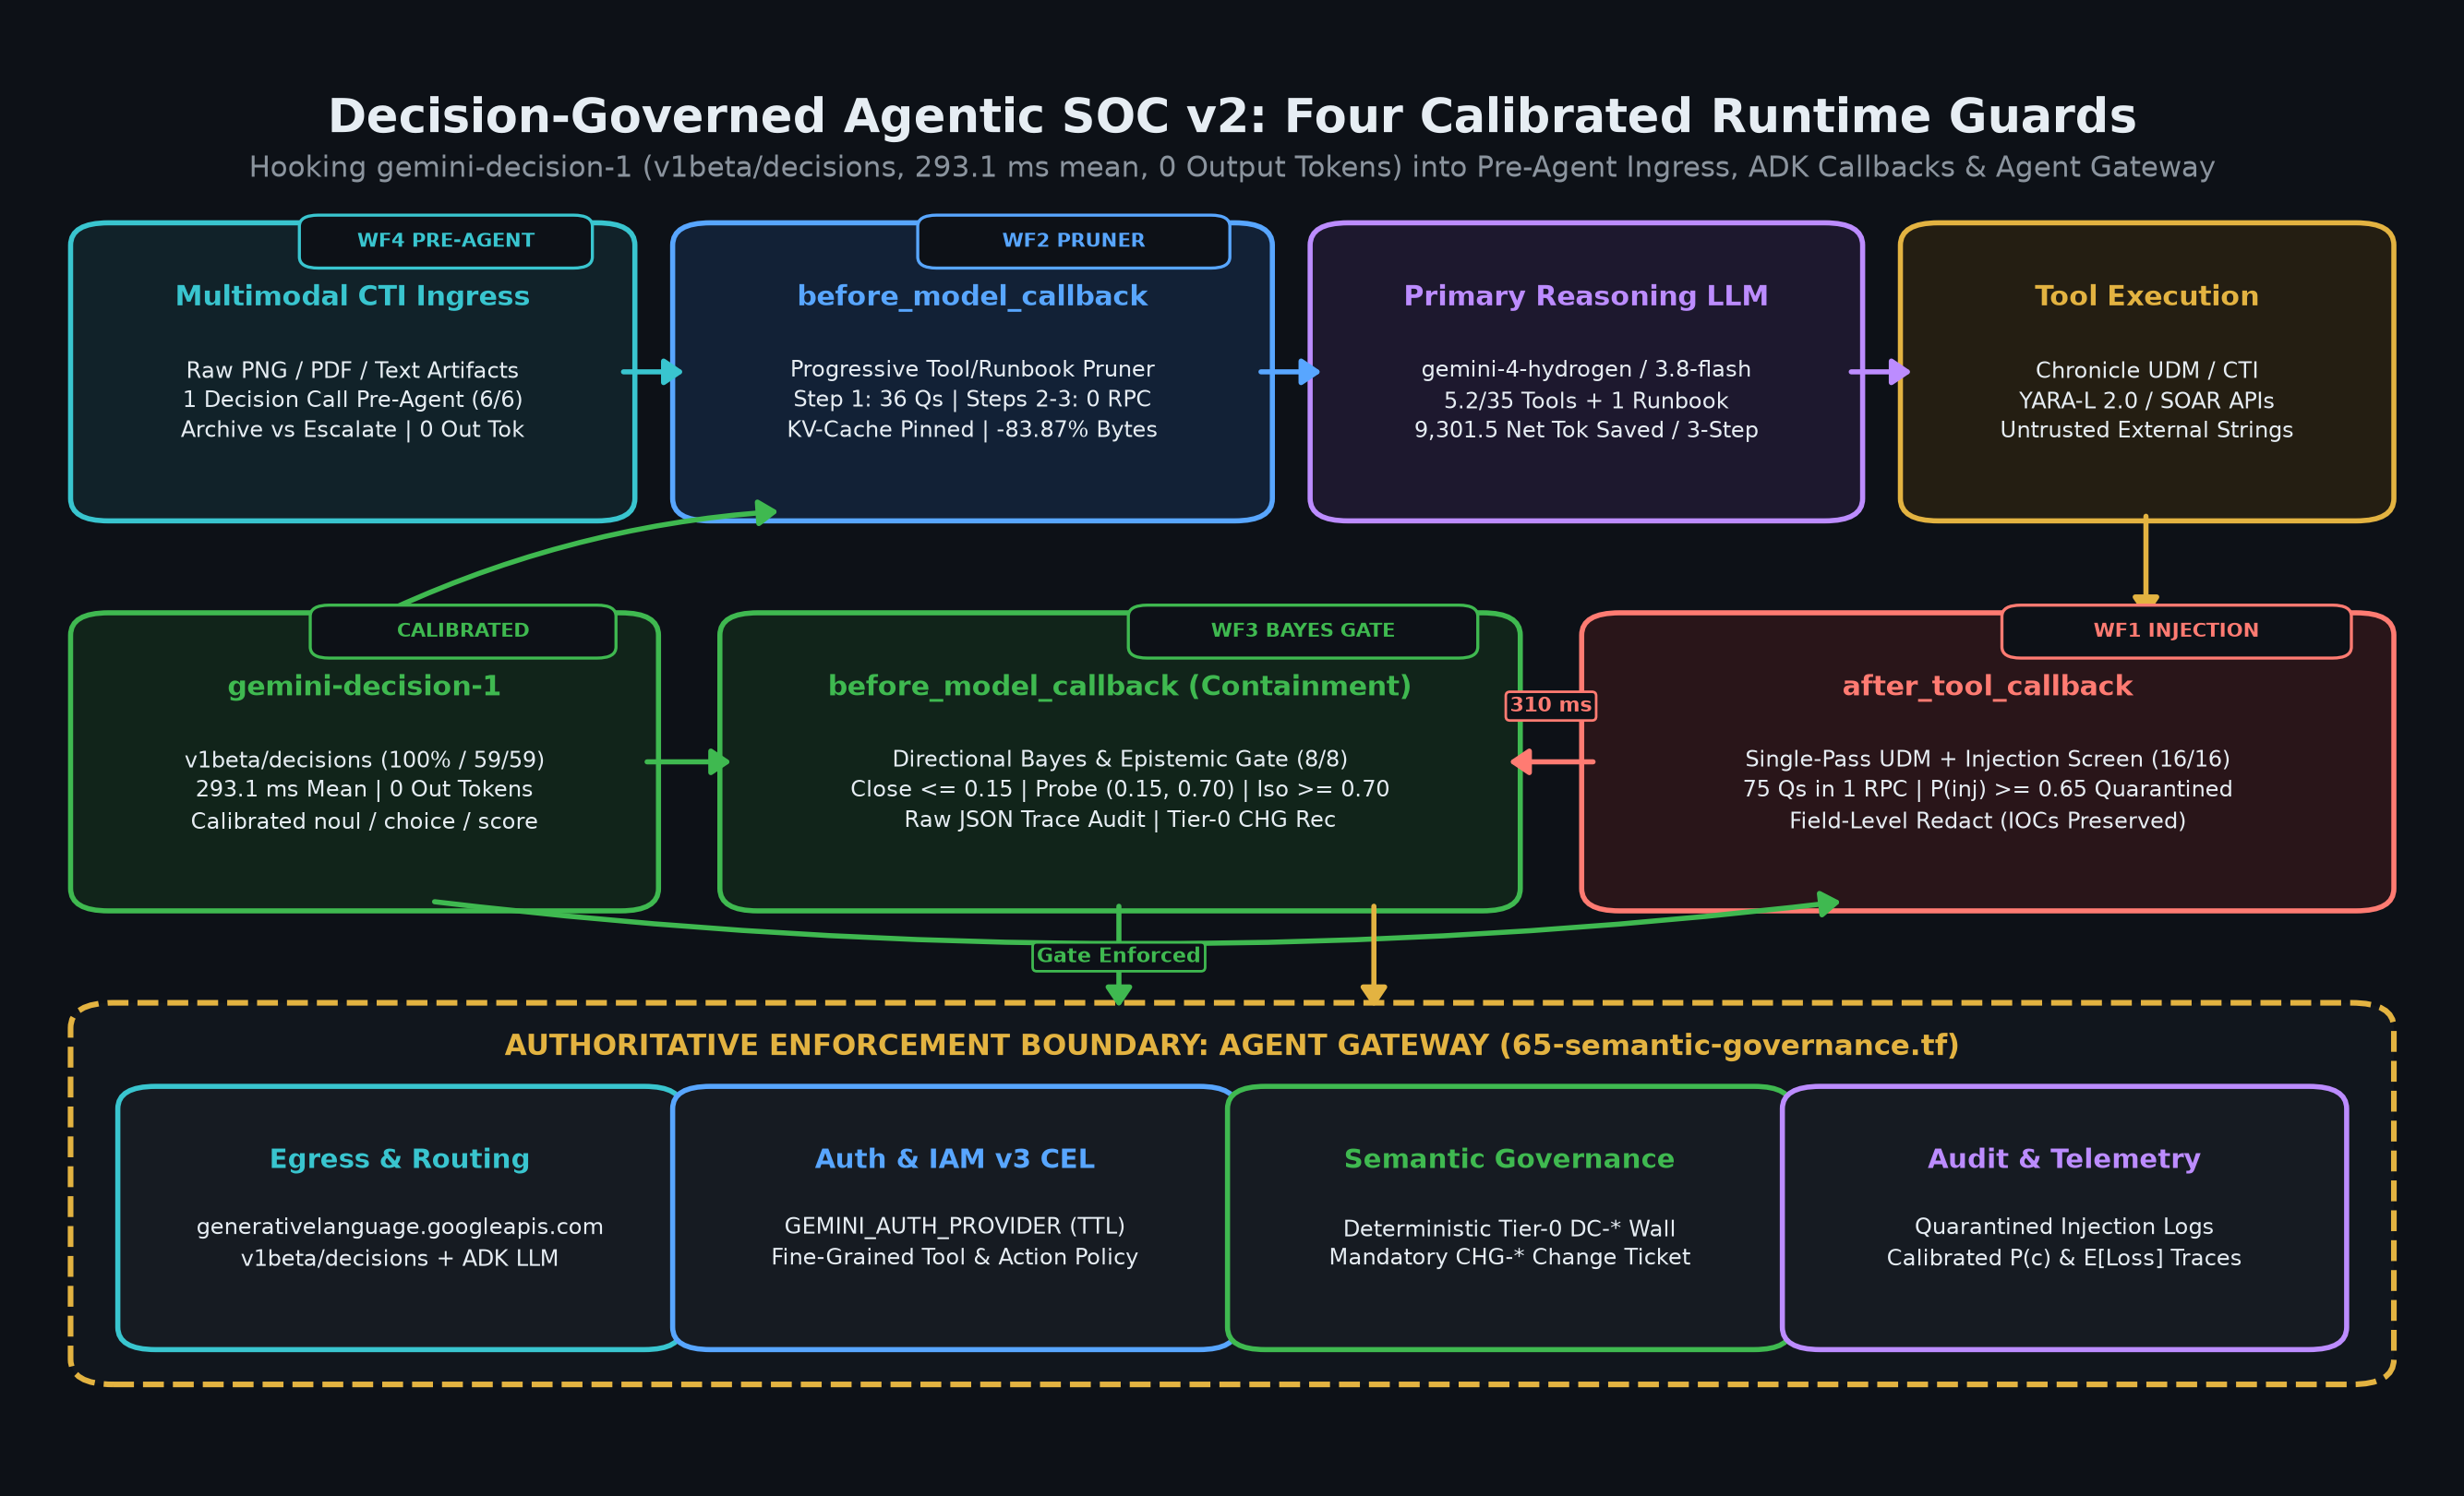 Decision-Governed Agentic SOC v2: Four Calibrated Runtime Guards
Hooking gemini-decision-1 (v1beta/decisions, 293.1 ms mean, 0 Output Tokens) into Pre-Agent Ingress, ADK Callbacks & Agent Gateway
WF4 PRE-AGENT
Multimodal CTI Ingress
Raw PNG / PDF / Text Artifacts
1 Decision Call Pre-Agent (6/6)
Archive vs Escalate | 0 Out Tok
WF2 PRUNER
before_model_callback
Progressive Tool/Runbook Pruner
Step 1: 36 Qs | Steps 2-3: 0 RPC
KV-Cache Pinned | -83.87% Bytes
Primary Reasoning LLM
gemini-4-hydrogen / 3.8-flash
5.2/35 Tools + 1 Runbook
9,301.5 Net Tok Saved / 3-Step
Tool Execution
Chronicle UDM / CTI
YARA-L 2.0 / SOAR APIs
Untrusted External Strings
CALIBRATED
gemini-decision-1
v1beta/decisions (100% / 59/59)
293.1 ms Mean | 0 Out Tokens
Calibrated noul / choice / score
WF3 BAYES GATE
before_model_callback (Containment)
Directional Bayes & Epistemic Gate (8/8)
Close <= 0.15 | Probe (0.15, 0.70) | Iso >= 0.70
Raw JSON Trace Audit | Tier-0 CHG Rec
310 ms
WF1 INJECTION
after_tool_callback
Single-Pass UDM + Injection Screen (16/16)
75 Qs in 1 RPC | P(inj) >= 0.65 Quarantined
Field-Level Redact (IOCs Preserved)
Gate Enforced
AUTHORITATIVE ENFORCEMENT BOUNDARY: AGENT GATEWAY (65-semantic-governance.tf)
Egress & Routing
generativelanguage.googleapis.com
v1beta/decisions + ADK LLM
Auth & IAM v3 CEL
GEMINI_AUTH_PROVIDER (TTL)
Fine-Grained Tool & Action Policy
Semantic Governance
Deterministic Tier-0 DC-* Wall
Mandatory CHG-* Change Ticket
Audit & Telemetry
Quarantined Injection Logs
Calibrated P(c) & E[Loss] Traces